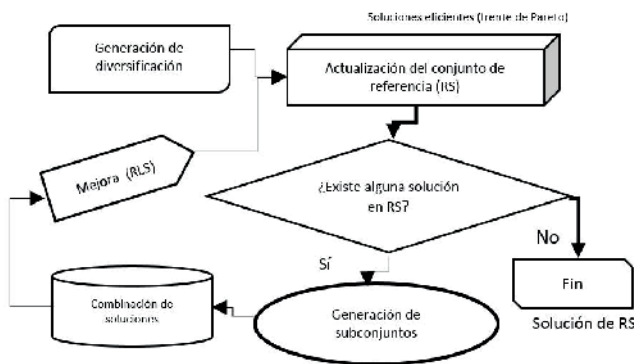 Soluciones eficientes (frente de Pareto)
Generación de
diversificación
Actualización del conjunto de
referencia (RS)
Mejora (RLS)
¿Existe alguna solución
en RS?
No
Sí
Fin
Combinación de
soluciones
Generación de
subconjuntos
Solución de RS